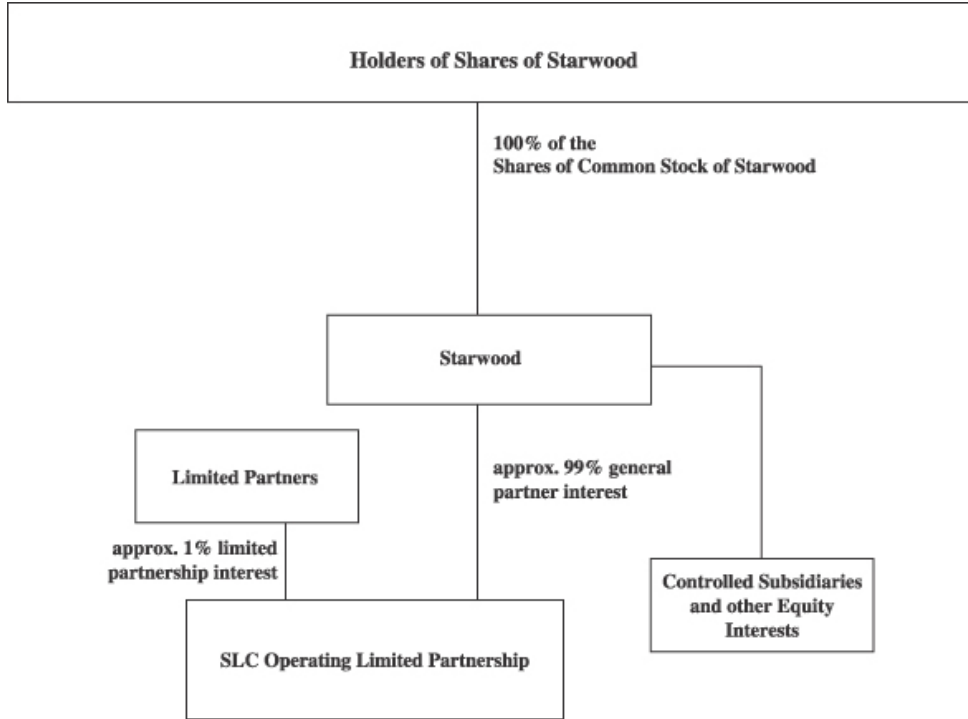 Holders of Shares of Starwood
100% of the
Shares of Common Stock of Starwood
Starwood
Limited Partners
approx. 99% general
partner interest
approx. 1% limited
partnership interest
Controlled Subsidiaries
and other Equity
Interests
SLC Operating Limited Partnership